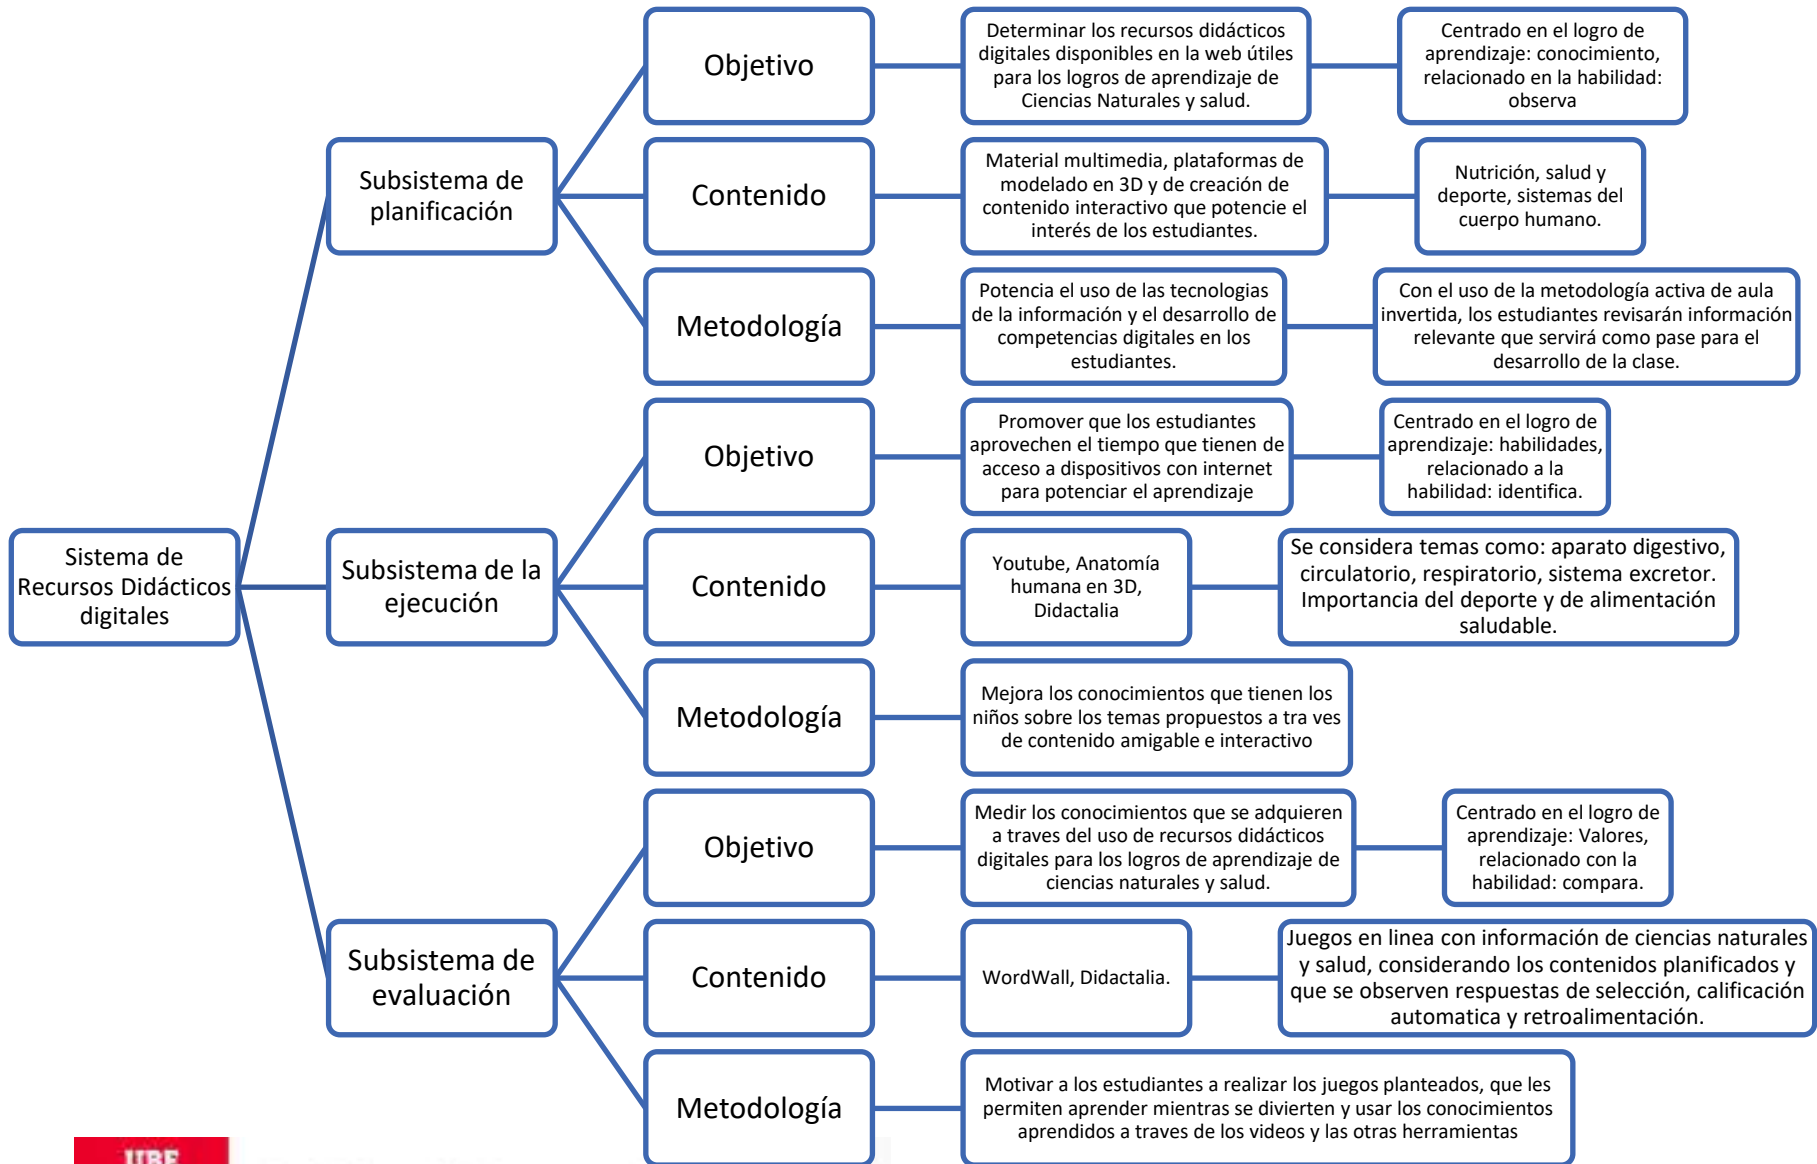 Sistema de
Recursos Didácticos
digitales
Subsistema de
planificación
Objetivo
Determinar los recursos didácticos
digitales disponibles en la web útiles
para los logros de aprendizaje de
Ciencias Naturales y salud.
Centrado en el logro de
aprendizaje: conocimiento,
relacionado en la habilidad:
observa
Contenido
Material multimedia, plataformas de
modelado en 3D y de creación de
contenido interactivo que potencie el
interés de los estudiantes.
Nutrición, salud y
deporte, sistemas del
cuerpo humano.
Metodología
Potencia el uso de las tecnologias
de la información y el desarrollo de
competencias digitales en los
estudiantes.
Con el uso de la metodología activa de aula
invertida, los estudiantes revisarán información
relevante que servirá como pase para el
desarrollo de la clase.
Subsistema de la
ejecución
Objetivo
Promover que los estudiantes
aprovechen el tiempo que tienen de
acceso a dispositivos con internet
para potenciar el aprendizaje
Centrado en el logro de
aprendizaje: habilidades,
relacionado a la
habilidad: identifica.
Contenido
Youtube, Anatomía
humana en 3D,
Didactalia
Se considera temas como: aparato digestivo,
circulatorio, respiratorio, sistema excretor.
Importancia del deporte y de alimentación
saludable.
Metodología
Mejora los conocimientos que tienen los
niños sobre los temas propuestos a tra ves
de contenido amigable e interactivo
Subsistema de
evaluación
Objetivo
Medir los conocimientos que se adquieren
a traves del uso de recursos didácticos
digitales para los logros de aprendizaje de
ciencias naturales y salud.
Centrado en el logro de
aprendizaje: Valores,
relacionado con la
habilidad: compara.
Contenido
WordWall, Didactalia.
Juegos en linea con información de ciencias naturales
y salud, considerando los contenidos planificados y
que se observen respuestas de selección, calificación
automatica y retroalimentación.
Metodología
Motivar a los estudiantes a realizar los juegos planteados, que les
permiten aprender mientras se divierten y usar los conocimientos
aprendidos a traves de los videos y las otras herramientas
UBE